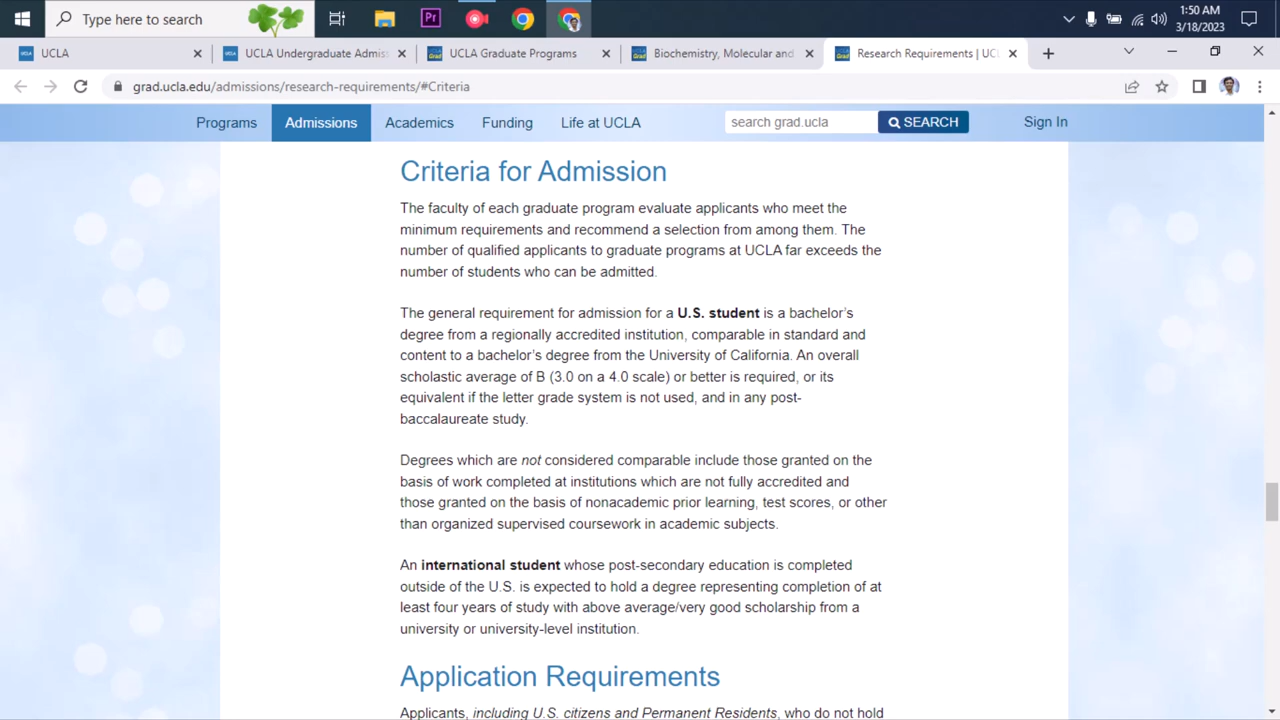 Type here to search
Pr
1:50 AM
3/18/2023
UCLA
UCLA Undergraduate Admis
UCLA Graduate Programs
Biochemistry, Molecular and
Research Requirements | UCL
grad.ucla.edu/admissions/research-requirements/#Criteria
Programs
Admissions
Academics
Funding
Life at UCLA
search grad.ucla
SEARCH
Sign In
Criteria for Admission
The faculty of each graduate program evaluate applicants who meet the
minimum requirements and recommend a selection from among them. The
number of qualified applicants to graduate programs at UCLA far exceeds the
number of students who can be admitted.
The general requirement for admission for a U.S. student is a bachelor’s
degree from a regionally accredited institution, comparable in standard and
content to a bachelor’s degree from the University of California. An overall
scholastic average of B (3.0 on a 4.0 scale) or better is required, or its
equivalent if the letter grade system is not used, and in any post-
baccalaureate study.
Degrees which are not considered comparable include those granted on the
basis of work completed at institutions which are not fully accredited and
those granted on the basis of nonacademic prior learning, test scores, or other
than organized supervised coursework in academic subjects.
An international student whose post-secondary education is completed
outside of the U.S. is expected to hold a degree representing completion of at
least four years of study with above average/very good scholarship from a
university or university-level institution.
Application Requirements
Applicants, including U.S. citizens and Permanent Residents, who do not hold